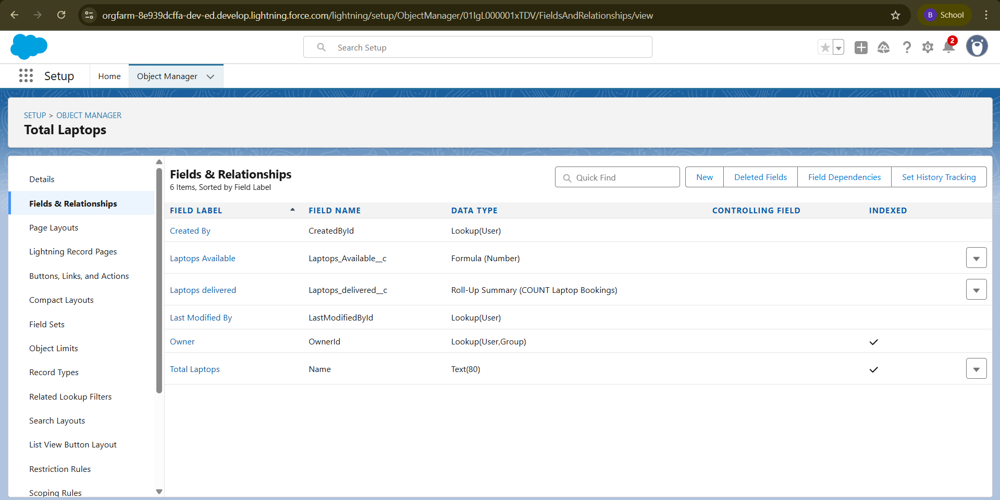 orgfarm-8e939dcffa-dev-ed.develop.lightning.force.com/lightning/setup/ObjectManager/01IgL000001xTDV/FieldsAndRelationships/view
B School
Search Setup
2
Setup Home Object Manager
SETUP > OBJECT MANAGER
Total Laptops
Details
Fields & Relationships
Page Layouts
Lightning Record Pages
Buttons, Links, and Actions
Compact Layouts
Field Sets
Object Limits
Record Types
Related Lookup Filters
Search Layouts
List View Button Layout
Restriction Rules
Scoping Rules
Fields & Relationships
6 Items, Sorted by Field Label
Quick Find New Deleted Fields Field Dependencies Set History Tracking
FIELD LABEL FIELD NAME DATA TYPE CONTROLLING FIELD INDEXED
Created By CreatedById Lookup(User)
Laptops Available Laptops_Available__c Formula (Number)
Laptops delivered Laptops_delivered__c Roll-Up Summary (COUNT Laptop Bookings)
Last Modified By LastModifiedById Lookup(User)
Owner OwnerId Lookup(User,Group)
Total Laptops Name Text(80)